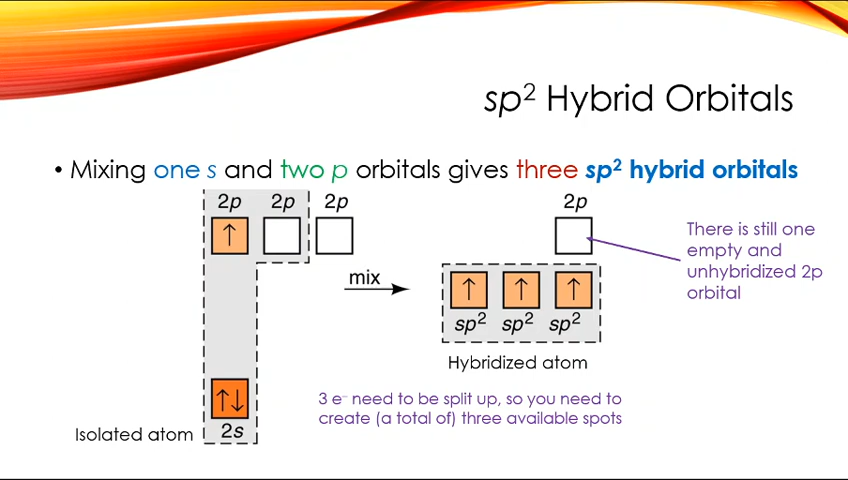 sp² Hybrid Orbitals
• Mixing one s and two p orbitals gives three sp² hybrid orbitals
2p 2p 2p
↑
mix
↑↓
2s
Isolated atom
2p
↑ ↑ ↑
sp² sp² sp²
Hybridized atom
There is still one
empty and
unhybridized 2p
orbital
3 e⁻ need to be split up, so you need to
create (a total of) three available spots